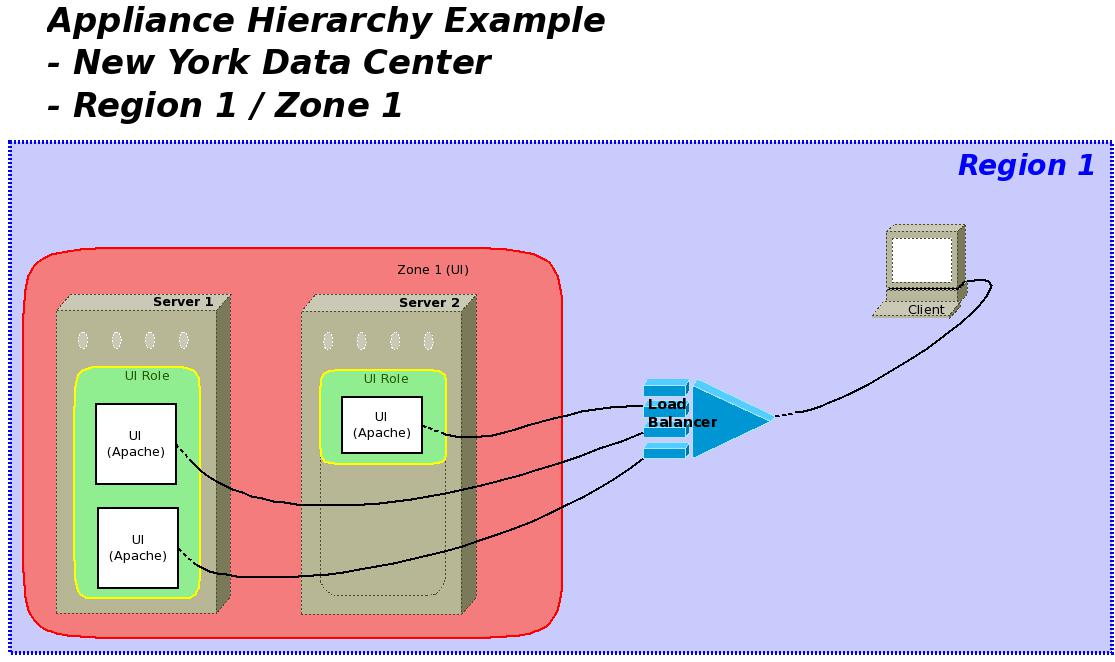 Appliance Hierarchy Example
- New York Data Center
- Region 1 / Zone 1
Region 1
Zone 1 (UI)
Server 1
UI Role
UI
(Apache)
UI
(Apache)
Server 2
UI Role
UI
(Apache)
Load
Balancer
Client